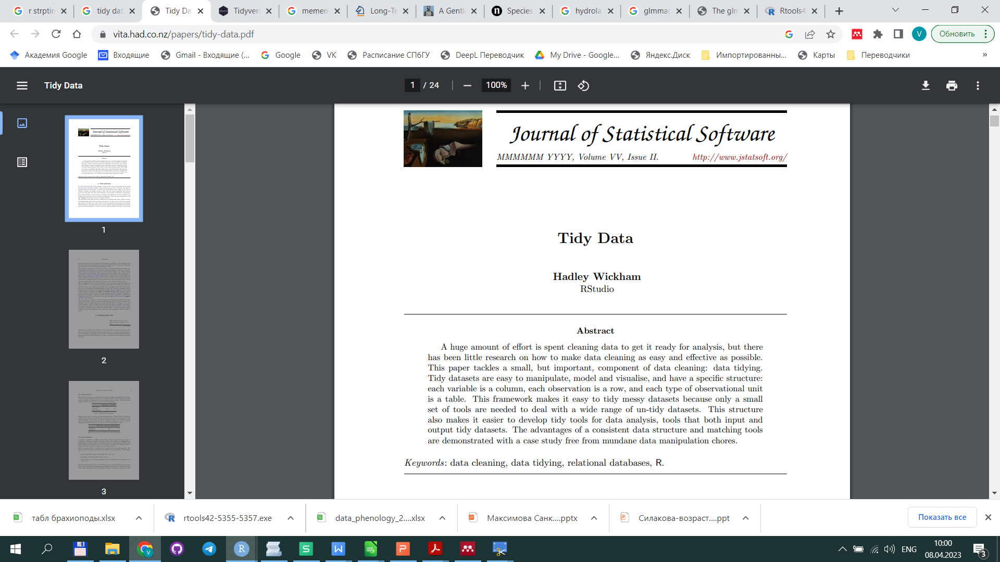 r strptim
tidy dat
Tidy Da
Tidyvers
memen
Long-Te
A Gentl
Species
hydrola
glmmad
The glm
Rtools4
vita.had.co.nz/papers/tidy-data.pdf
V
Обновить
Академия Google
Входящие
Gmail - Входящие (...
Google
VK
Расписание СПбГУ
DeepL Переводчик
My Drive - Google...
Яндекс.Диск
Импортированны...
Карты
Переводчики
»
Tidy Data
1 / 24
100%
1
2
3
Journal of Statistical Software
MMMMMM YYYY, Volume VV, Issue II.
http://www.jstatsoft.org/
Tidy Data
Hadley Wickham
RStudio
Abstract
A huge amount of effort is spent cleaning data to get it ready for analysis, but there
has been little research on how to make data cleaning as easy and effective as possible.
This paper tackles a small, but important, component of data cleaning: data tidying.
Tidy datasets are easy to manipulate, model and visualise, and have a specific structure:
each variable is a column, each observation is a row, and each type of observational unit
is a table. This framework makes it easy to tidy messy datasets because only a small
set of tools are needed to deal with a wide range of un-tidy datasets. This structure
also makes it easier to develop tidy tools for data analysis, tools that both input and
output tidy datasets. The advantages of a consistent data structure and matching tools
are demonstrated with a case study free from mundane data manipulation chores.
Keywords: data cleaning, data tidying, relational databases, R.
табл брахиоподы.xlsx
rtools42-5355-5357.exe
data_phenology_2....xlsx
Максимова Санк....pptx
Силакова-возраст....ppt
Показать все
ENG
10:00
08.04.2023
3